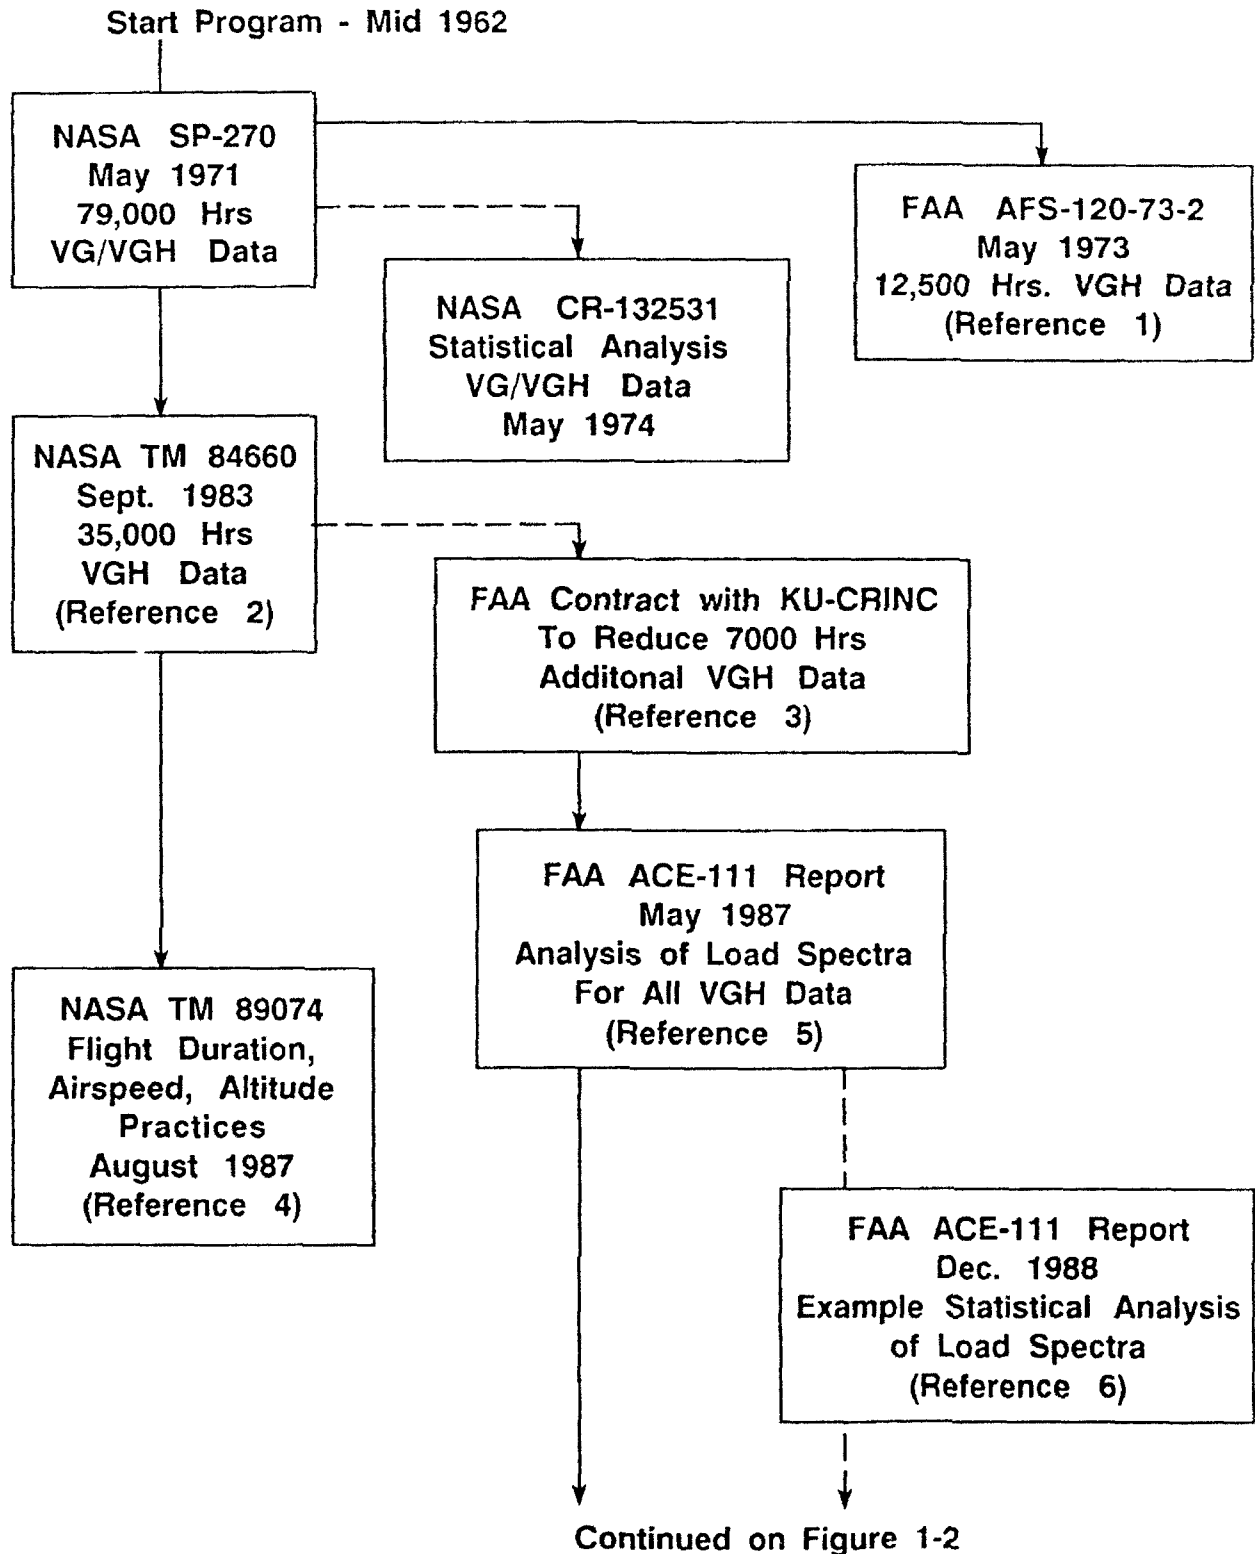 Start Program - Mid 1962
NASA SP-270
May 1971
79,000 Hrs
VG/VGH Data
FAA AFS-120-73-2
May 1973
12,500 Hrs. VGH Data
(Reference 1)
NASA CR-132531
Statistical Analysis
VG/VGH Data
May 1974
NASA TM 84660
Sept. 1983
35,000 Hrs
VGH Data
(Reference 2)
FAA Contract with KU-CRINC
To Reduce 7000 Hrs
Additonal VGH Data
(Reference 3)
FAA ACE-111 Report
May 1987
Analysis of Load Spectra
For All VGH Data
(Reference 5)
NASA TM 89074
Flight Duration,
Airspeed, Altitude
Practices
August 1987
(Reference 4)
FAA ACE-111 Report
Dec. 1988
Example Statistical Analysis
of Load Spectra
(Reference 6)
Continued on Figure 1-2